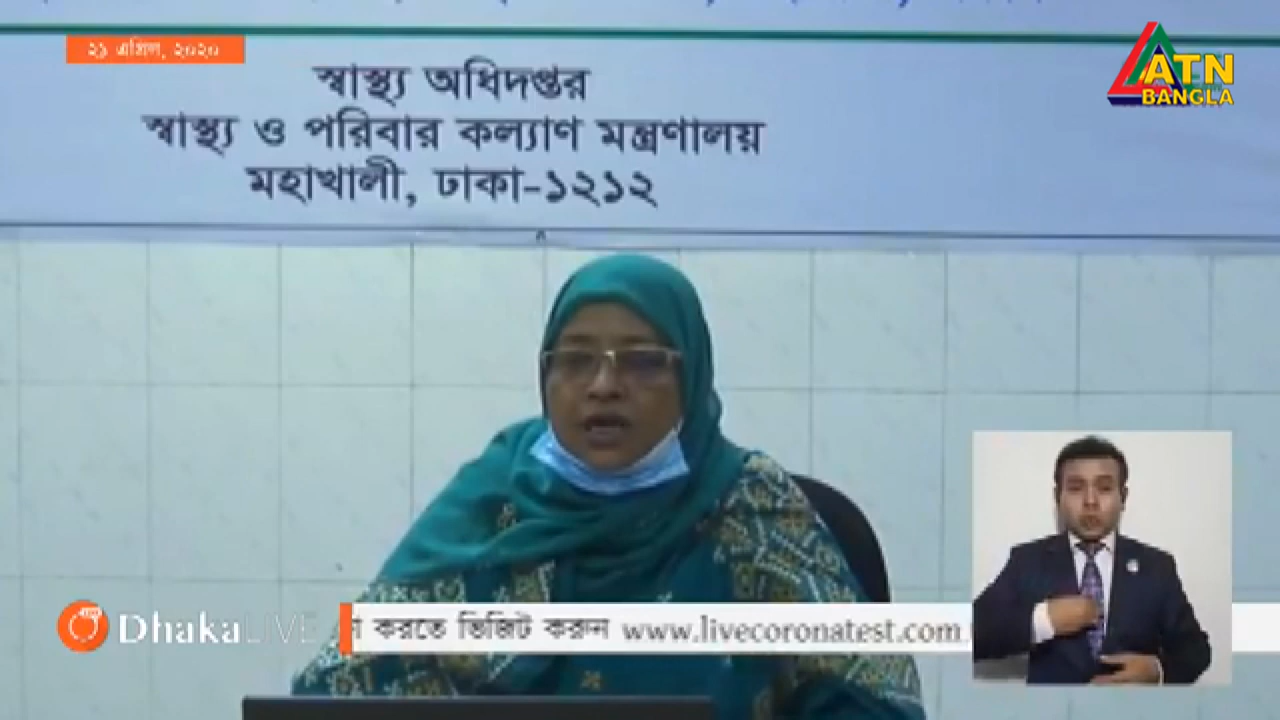 ২১ এপ্রিল, ২০২০
ATN
BANGLA
স্বাস্থ্য অধিদপ্তর
স্বাস্থ্য ও পরিবার কল্যাণ মন্ত্রণালয়
মহাখালী, ঢাকা-১২১২
DhakaLIVE
করতে ভিজিট করুন www.livecoronatest.com